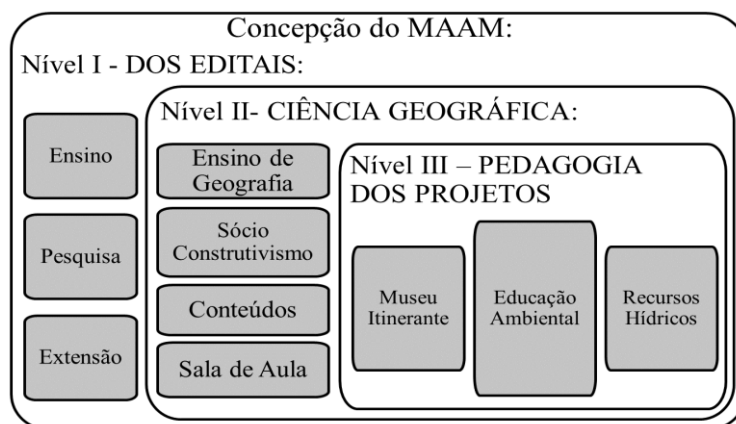 Concepção do MAAM:
Nível I - DOS EDITAIS:
Ensino
Pesquisa
Extensão
Nível II- CIÊNCIA GEOGRÁFICA:
Ensino de
Geografia
Sócio
Construtivismo
Conteúdos
Sala de Aula
Nível III – PEDAGOGIA
DOS PROJETOS
Museu
Itinerante
Educação
Ambiental
Recursos
Hídricos